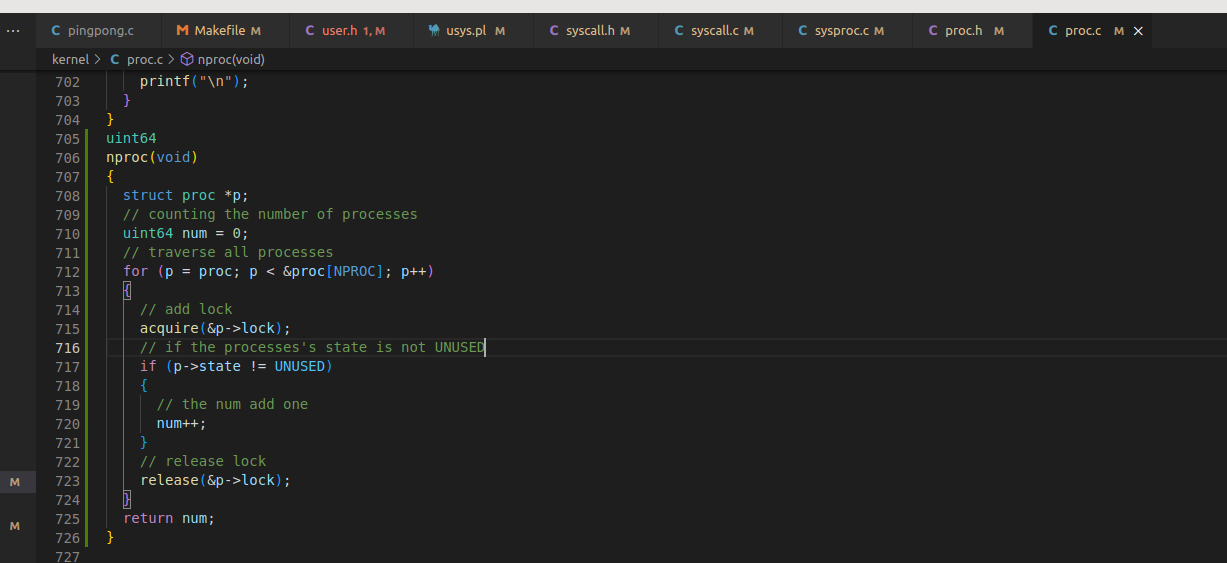 ... C pingpong.c M Makefile M C user.h 1, M usys.pl M C syscall.h M C syscall.c M C sysproc.c M C proc.h M C proc.c M ×
kernel > C proc.c > nproc(void)
702 printf("\n");
703 }
704 }
705 uint64
706 nproc(void)
707 {
708 struct proc *p;
709 // counting the number of processes
710 uint64 num = 0;
711 // traverse all processes
712 for (p = proc; p < &proc[NPROC]; p++)
713 {
714 // add lock
715 acquire(&p->lock);
716 // if the processes's state is not UNUSED
717 if (p->state != UNUSED)
718 {
719 // the num add one
720 num++;
721 }
722 // release lock
M 723 release(&p->lock);
724 }
725 return num;
M 726 }
727